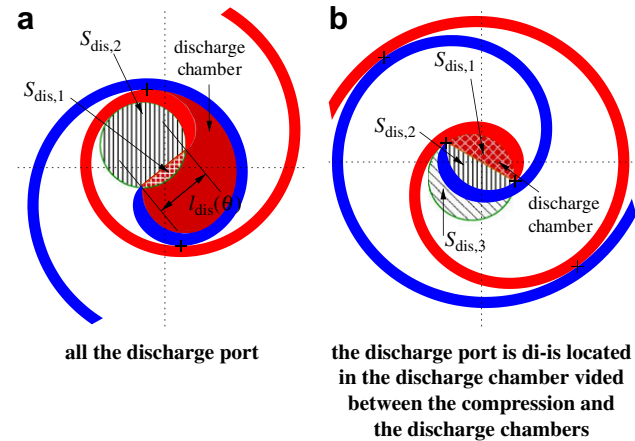 a
S_dis,2
discharge
chamber
S_dis,1
l_dis(θ)
all the discharge port
b
S_dis,1
S_dis,2
discharge
chamber
S_dis,3
the discharge port is di-is located
in the discharge chamber vided
between the compression and
the discharge chambers